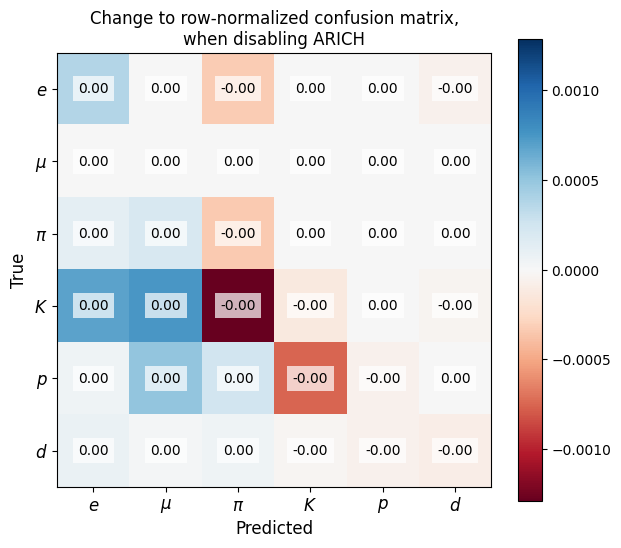 Change to row-normalized confusion matrix,
when disabling ARICH
True
e 0.00 0.00 -0.00 0.00 0.00 -0.00
μ 0.00 0.00 0.00 0.00 0.00 0.00
π 0.00 0.00 -0.00 0.00 0.00 0.00
K 0.00 0.00 -0.00 -0.00 0.00 -0.00
p 0.00 0.00 0.00 -0.00 -0.00 0.00
d 0.00 0.00 0.00 -0.00 -0.00 -0.00
e μ π K p d
Predicted
0.0010
0.0005
0.0000
−0.0005
−0.0010